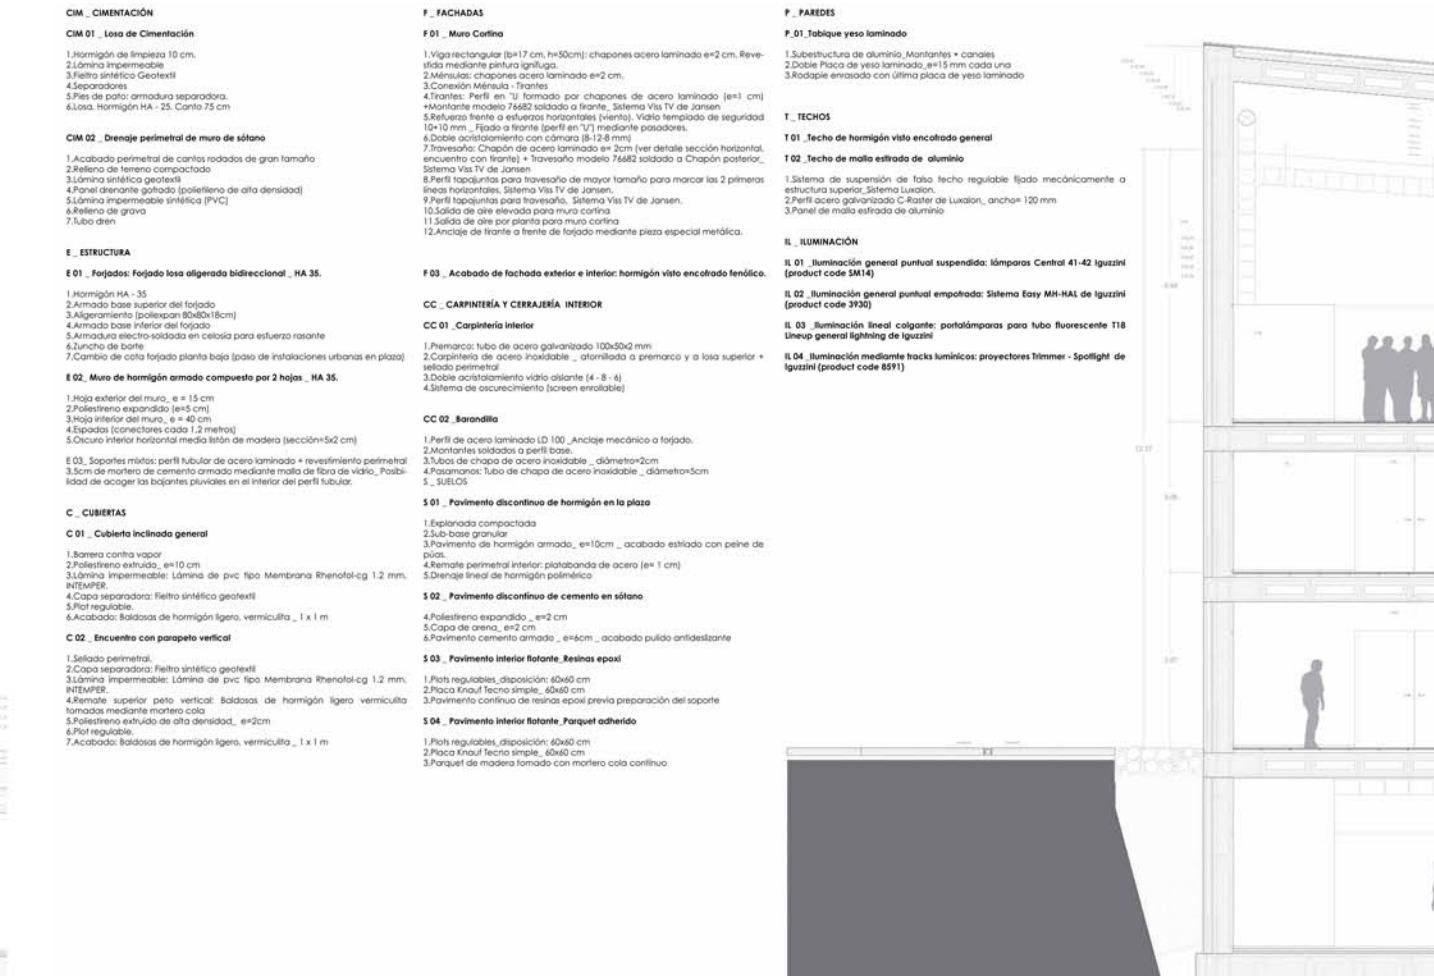 CIM _ CIMENTACIÓN
CIM 01 _ Losa de Cimentación
1.Hormigón de limpieza 10 cm.
2.Lámina impermeable
3.Fieltro sintético Geotextil
4.Separadores
5.Pies de pato: armadura separadora.
6.Losa. Hormigón HA - 25. Canto 75 cm
CIM 02 _ Drenaje perimetral de muro de sótano
1.Acabado perimetral de cantos rodados de gran tamaño
2.Relleno de terreno compactado
3.Lámina sintética geotextil
4.Panel drenante gofrado (polietileno de alta densidad)
5.Lámina impermeable sintética (PVC)
6.Relleno de grava
7.Tubo dren
E _ ESTRUCTURA
E 01 _ Forjados: Forjado losa aligerada bidireccional _ HA 35.
1.Hormigón HA - 35
2.Armado base superior del forjado
3.Aligeramiento (poliexpan 80x80x18cm)
4.Armado base inferior del forjado
5.Armadura electro-soldada en celosía para esfuerzo rasante
6.Zuncho de borte
7.Cambio de cota forjado planta baja (paso de instalaciones urbanas en plaza)
E 02_ Muro de hormigón armado compuesto por 2 hojas _ HA 35.
1.Hoja exterior del muro_ e = 15 cm
2.Poliestireno expandido (e=5 cm)
3.Hoja interior del muro_ e = 40 cm
4.Espadas (conectores cada 1,2 metros)
5.Oscuro interior horizontal media listón de madera (sección=5x2 cm)
E 03_ Soportes mixtos: perfil tubular de acero laminado + revestimiento perimetral
3,5cm de mortero de cemento armado mediante malla de fibra de vidrio_ Posibi-
lidad de acoger las bajantes pluviales en el interior del perfil tubular.
C _ CUBIERTAS
C 01 _ Cubierta inclinada general
1.Barrera contra vapor
2.Poliestireno extruido_ e=10 cm
3.Lámina impermeable: Lámina de pvc tipo Membrana Rhenofol-cg 1.2 mm.
INTEMPER.
4.Capa separadora: Fieltro sintético geotextil
5.Plot regulable.
6.Acabado: Baldosas de hormigón ligero, vermiculita _ 1 x 1 m
C 02 _ Encuentro con parapeto vertical
1.Sellado perimetral.
2.Capa separadora: Fieltro sintético geotextil
3.Lámina impermeable: Lámina de pvc tipo Membrana Rhenofol-cg 1.2 mm.
INTEMPER.
4.Remate superior peto vertical: Baldosas de hormigón ligero vermiculita
tomadas mediante mortero cola
5.Poliestireno extruido de alta densidad_ e=2cm
6.Plot regulable.
7.Acabado: Baldosas de hormigón ligero, vermiculita _ 1 x 1 m
F _ FACHADAS
F 01 _ Muro Cortina
1.Viga rectangular (b=17 cm, h=50cm): chapones acero laminado e=2 cm. Reve-
stida mediante pintura ignífuga.
2.Ménsulas: chapones acero laminado e=2 cm.
3.Conexión Ménsula - Tirantes
4.Tirantes: Perfil en "U formado por chapones de acero laminado (e=1 cm)
+Montante modelo 76682 soldado a tirante_ Sistema Viss TV de Jansen
5.Refuerzo frente a esfuerzos horizontales (viento). Vidrio templado de seguridad
10+10 mm _ Fijado a tirante (perfil en "U") mediante pasadores.
6.Doble acristalamiento con cámara (8-12-8 mm)
7.Travesaño: Chapón de acero laminado e= 2cm (ver detalle sección horizontal,
encuentro con tirante) + Travesaño modelo 76682 soldado a Chapón posterior_
Sistema Viss TV de Jansen
8.Perfil tapajuntas para travesaño de mayor tamaño para marcar las 2 primeras
líneas horizontales. Sistema Viss TV de Jansen.
9.Perfil tapajuntas para travesaño. Sistema Viss TV de Jansen.
10.Salida de aire elevada para muro cortina
11.Salida de aire por planta para muro cortina
12.Anclaje de tirante a frente de forjado mediante pieza especial metálica.
F 03 _ Acabado de fachada exterior e interior: hormigón visto encofrado fenólico.
CC _ CARPINTERÍA Y CERRAJERÍA INTERIOR
CC 01 _Carpintería interior
1.Premarco: tubo de acero galvanizado 100x50x2 mm
2.Carpintería de acero inoxidable _ atornillada a premarco y a losa superior +
sellado perimetral
3.Doble acristalamiento vidrio aislante (4 - 8 - 6)
4.Sistema de oscurecimiento (screen enrollable)
CC 02 _Barandilla
1.Perfil de acero laminado LD 100 _Anclaje mecánico a forjado.
2.Montantes soldados a perfil base.
3.Tubos de chapa de acero inoxidable _ diámetro=2cm
4.Pasamanos: Tubo de chapa de acero inoxidable _ diámetro=5cm
S _ SUELOS
S 01 _ Pavimento discontinuo de hormigón en la plaza
1.Explanada compactada
2.Sub-base granular
3.Pavimento de hormigón armado_ e=10cm _ acabado estriado con peine de
púas.
4.Remate perimetral interior: platabanda de acero (e= 1 cm)
5.Drenaje lineal de hormigón polimérico
S 02 _ Pavimento discontinuo de cemento en sótano
4.Poliestireno expandido _ e=2 cm
5.Capa de arena_ e=2 cm
6.Pavimento cemento armado _ e=6cm _ acabado pulido antideslizante
S 03 _ Pavimento interior flotante_Resinas epoxi
1.Plots regulables_disposición: 60x60 cm
2.Placa Knauf Tecno simple_ 60x60 cm
3.Pavimento continuo de resinas epoxi previa preparación del soporte
S 04 _ Pavimento interior flotante_Parquet adherido
1.Plots regulables_disposición: 60x60 cm
2.Placa Knauf Tecno simple_ 60x60 cm
3.Parquet de madera tomado con mortero cola continuo
P _ PAREDES
P_01_Tabique yeso laminado
1.Subestructura de aluminio_Montantes + canales
2.Doble Placa de yeso laminado_e=15 mm cada una
3.Rodapie enrasado con última placa de yeso laminado
T _ TECHOS
T 01 _Techo de hormigón visto encofrado general
T 02 _Techo de malla estirada de aluminio
1.Sistema de suspensión de falso techo regulable fijado mecánicamente a
estructura superior_Sistema Luxalon.
2.Perfil acero galvanizado C-Raster de Luxalon_ ancho= 120 mm
3.Panel de malla estirada de aluminio
IL _ ILUMINACIÓN
IL 01 _Iluminación general puntual suspendida: lámparas Central 41-42 Iguzzini
(product code SM14)
IL 02 _Iluminación general puntual empotrada: Sistema Easy MH-HAL de Iguzzini
(product code 3930)
IL 03 _Iluminación lineal colgante: portalámparas para tubo fluorescente T18
Lineup general lightning de Iguzzini
IL 04 _Iluminación mediamte tracks lumínicos: proyectores Trimmer - Spotlight de
Iguzzini (product code 8591)